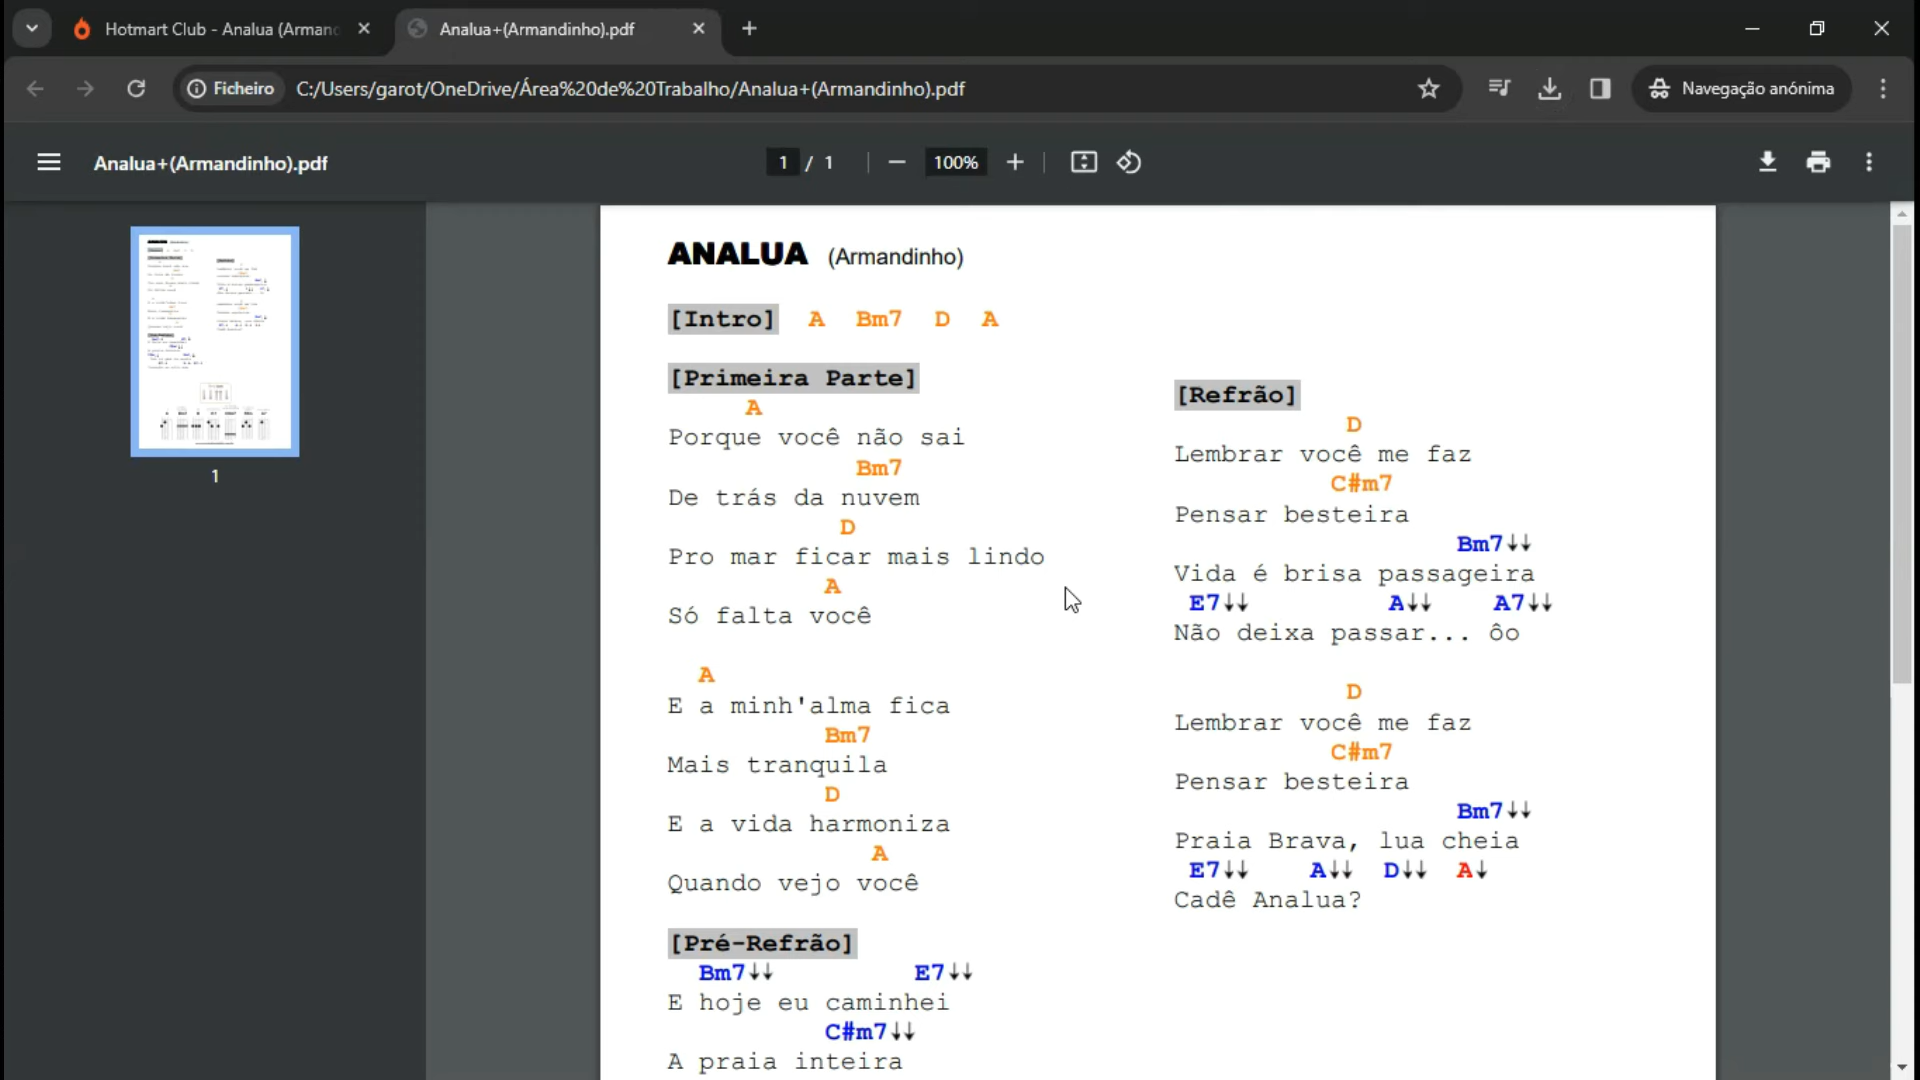 Hotmart Club - Analua (Arman
Analua+(Armandinho).pdf
Ficheiro
C:/Users/garot/OneDrive/Área%20de%20Trabalho/Analua+(Armandinho).pdf
Navegação anónima
Analua+(Armandinho).pdf
1 / 1
100%
1
ANALUA (Armandinho)
[Intro] A Bm7 D A
[Primeira Parte]
A
Porque você não sai
Bm7
De trás da nuvem
D
Pro mar ficar mais lindo
A
Só falta você
A
E a minh'alma fica
Bm7
Mais tranquila
D
E a vida harmoniza
A
Quando vejo você
[Pré-Refrão]
Bm7↓↓ E7↓↓
E hoje eu caminhei
C#m7↓↓
A praia inteira
[Refrão]
D
Lembrar você me faz
C#m7
Pensar besteira
Bm7↓↓
Vida é brisa passageira
E7↓↓ A↓↓ A7↓↓
Não deixa passar... ôo
D
Lembrar você me faz
C#m7
Pensar besteira
Bm7↓↓
Praia Brava, lua cheia
E7↓↓ A↓↓ D↓↓ A↓
Cadê Analua?